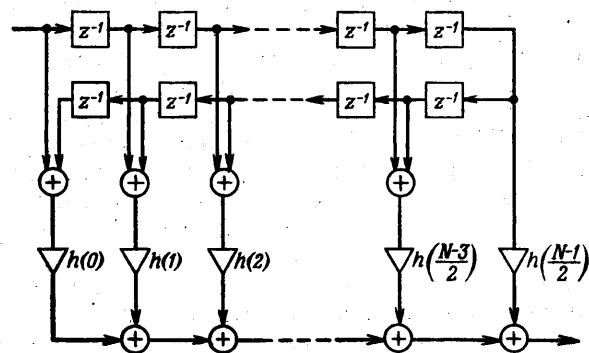 z⁻¹ z⁻¹ z⁻¹ z⁻¹
z⁻¹ z⁻¹ z⁻¹ z⁻¹
+ + + +
h(0) h(1) h(2) h(N-3/2) h(N-1/2)
+ + + +